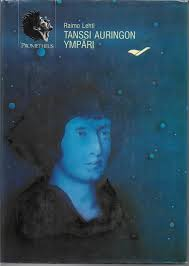 PROMETHEUS
Raimo Lehti
TANSSI AURINGON
YMPÄRI